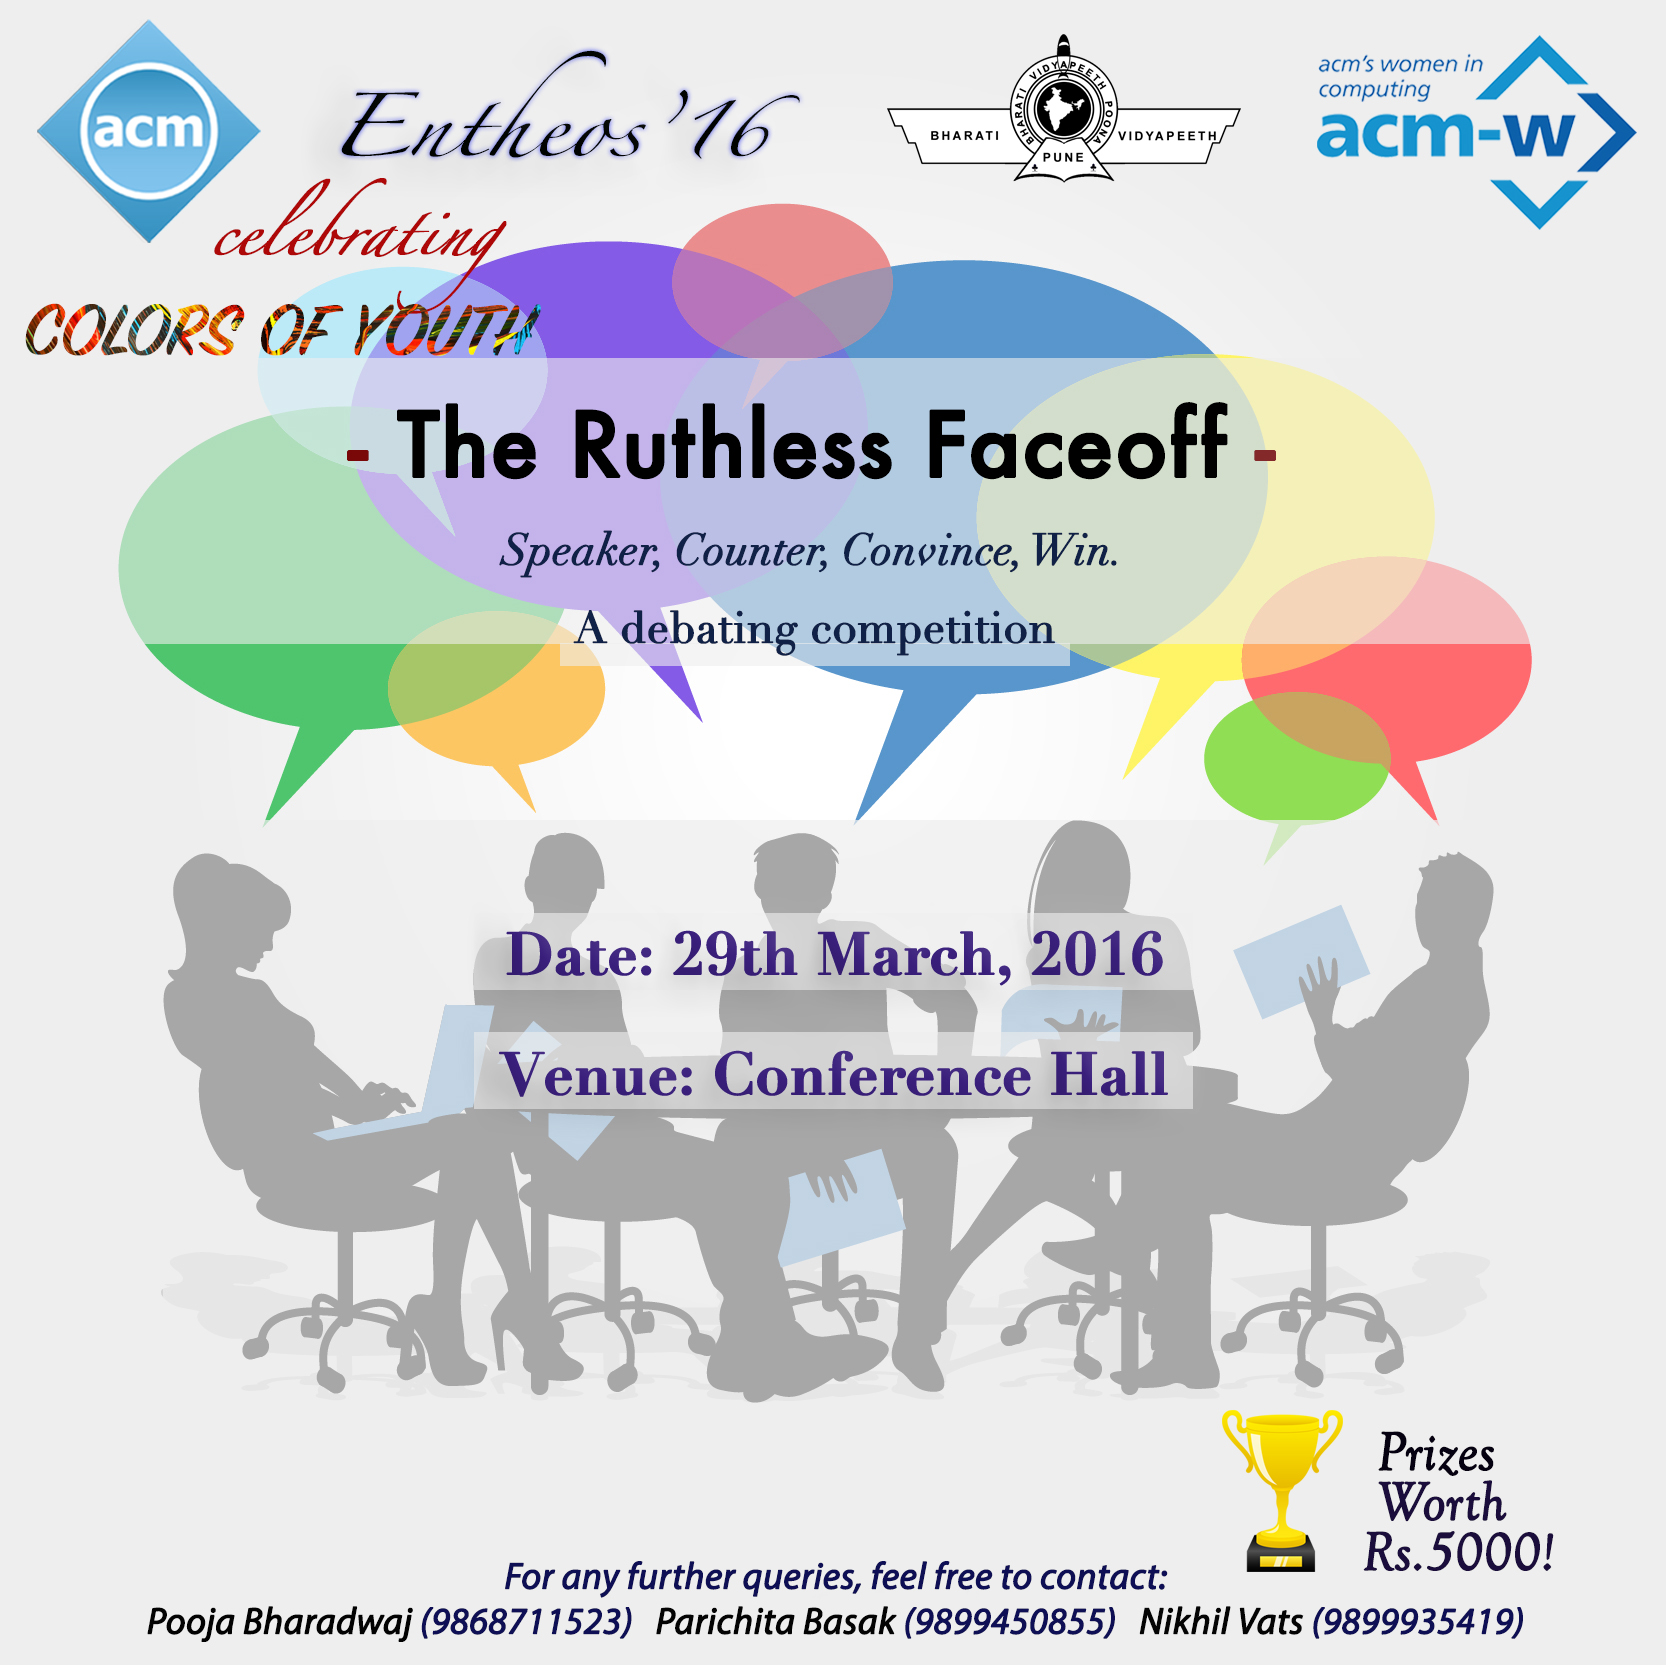 acm
Entheos '16
BHARATI VIDYAPEETH POONA
BHARATI
VIDYAPEETH
PUNE
acm's women in
computing
acm-w
celebrating
COLORS OF YOUTH
- The Ruthless Faceoff -
Speaker, Counter, Convince, Win.
A debating competition
Date: 29th March, 2016
Venue: Conference Hall
Prizes
Worth
Rs.5000!
For any further queries, feel free to contact:
Pooja Bharadwaj (9868711523) Parichita Basak (9899450855) Nikhil Vats (9899935419)